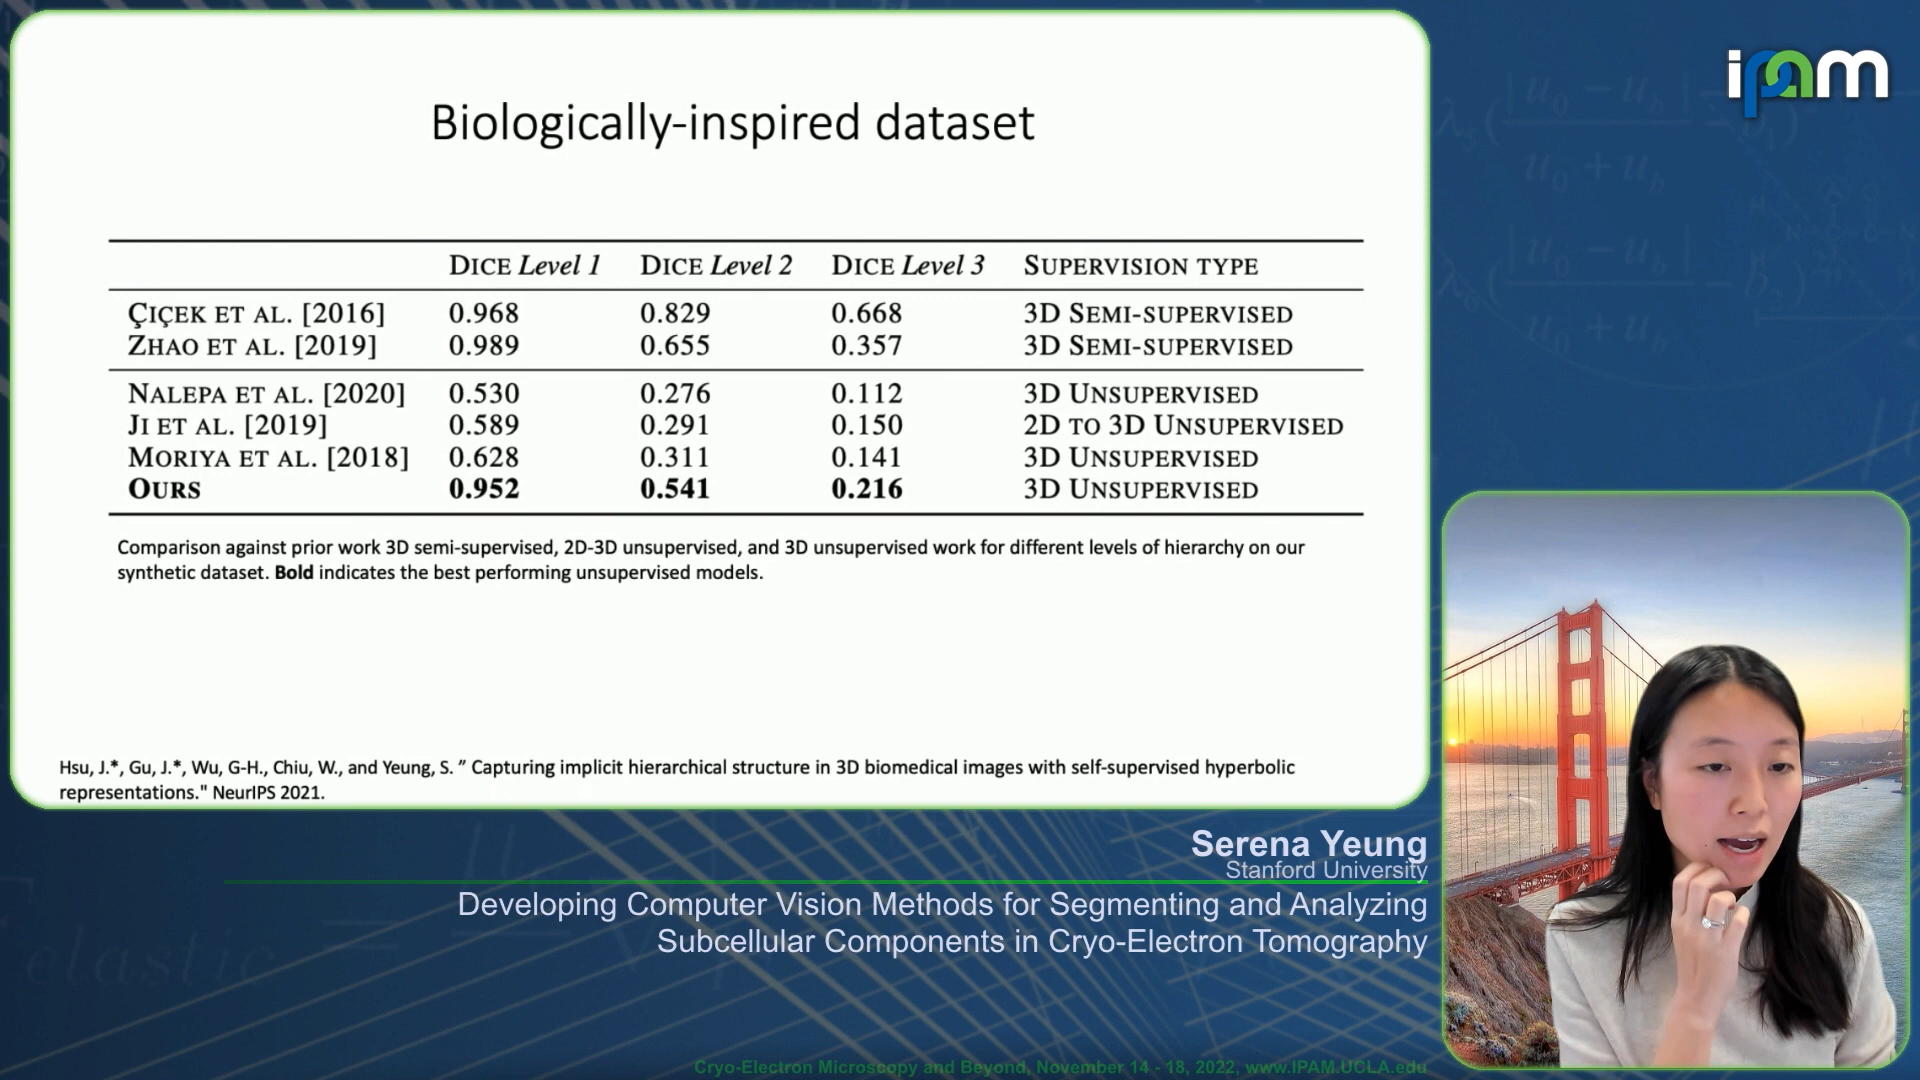 Biologically-inspired dataset
DICE Level 1 DICE Level 2 DICE Level 3 SUPERVISION TYPE
ÇIÇEK ET AL. [2016] 0.968 0.829 0.668 3D SEMI-SUPERVISED
ZHAO ET AL. [2019] 0.989 0.655 0.357 3D SEMI-SUPERVISED
NALEPA ET AL. [2020] 0.530 0.276 0.112 3D UNSUPERVISED
JI ET AL. [2019] 0.589 0.291 0.150 2D TO 3D UNSUPERVISED
MORIYA ET AL. [2018] 0.628 0.311 0.141 3D UNSUPERVISED
OURS 0.952 0.541 0.216 3D UNSUPERVISED
Comparison against prior work 3D semi-supervised, 2D-3D unsupervised, and 3D unsupervised work for different levels of hierarchy on our
synthetic dataset. Bold indicates the best performing unsupervised models.
Hsu, J.*, Gu, J.*, Wu, G-H., Chiu, W., and Yeung, S. ” Capturing implicit hierarchical structure in 3D biomedical images with self-supervised hyperbolic
representations." NeurIPS 2021.
ipam
Serena Yeung
Stanford University
Developing Computer Vision Methods for Segmenting and Analyzing
Subcellular Components in Cryo-Electron Tomography
elastic
Cryo-Electron Microscopy and Beyond, November 14 - 18, 2022, www.IPAM.UCLA.edu